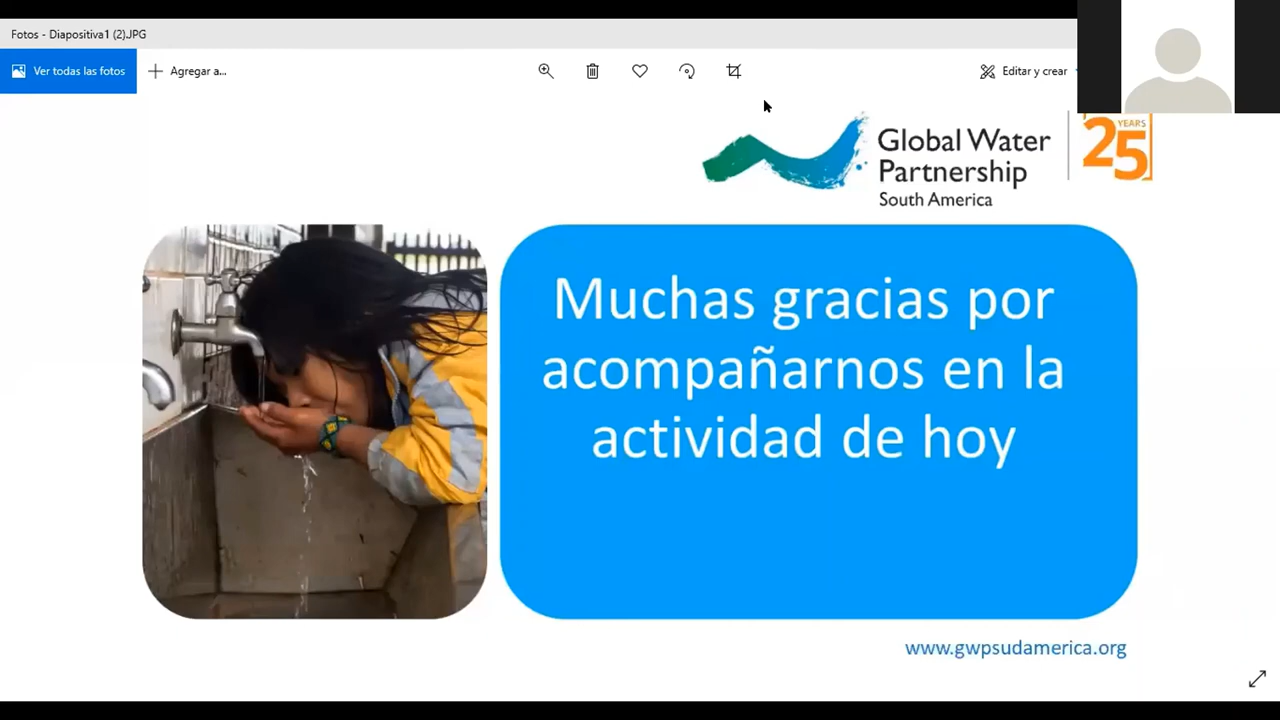 Fotos - Diapositiva1 (2).JPG
Ver todas las fotos
Agregar a...
Editar y crear
Global Water
Partnership
South America
YEARS
25
Muchas gracias por
acompañarnos en la
actividad de hoy
www.gwpsudamerica.org